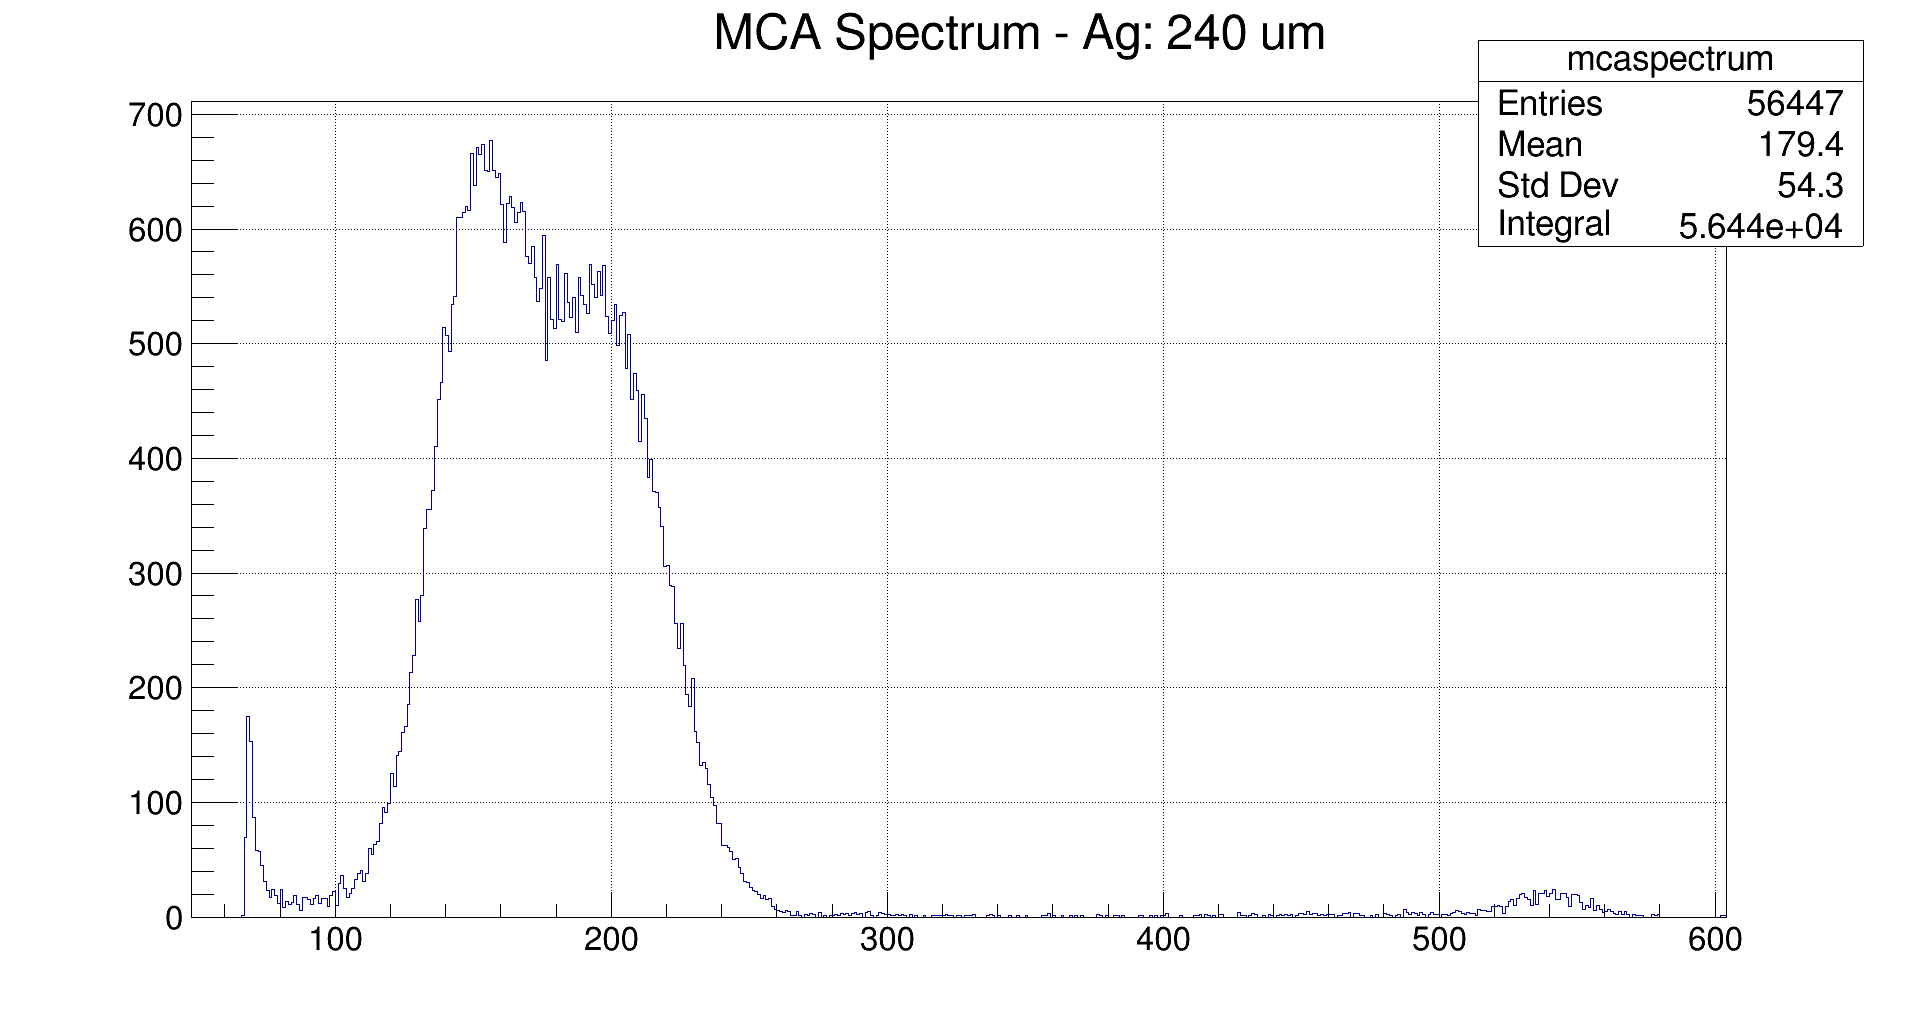 MCA Spectrum - Ag: 240 um
mcaspectrum
Entries 56447
Mean 179.4
Std Dev 54.3
Integral 5.644e+04
700
600
500
400
300
200
100
0
100 200 300 400 500 600